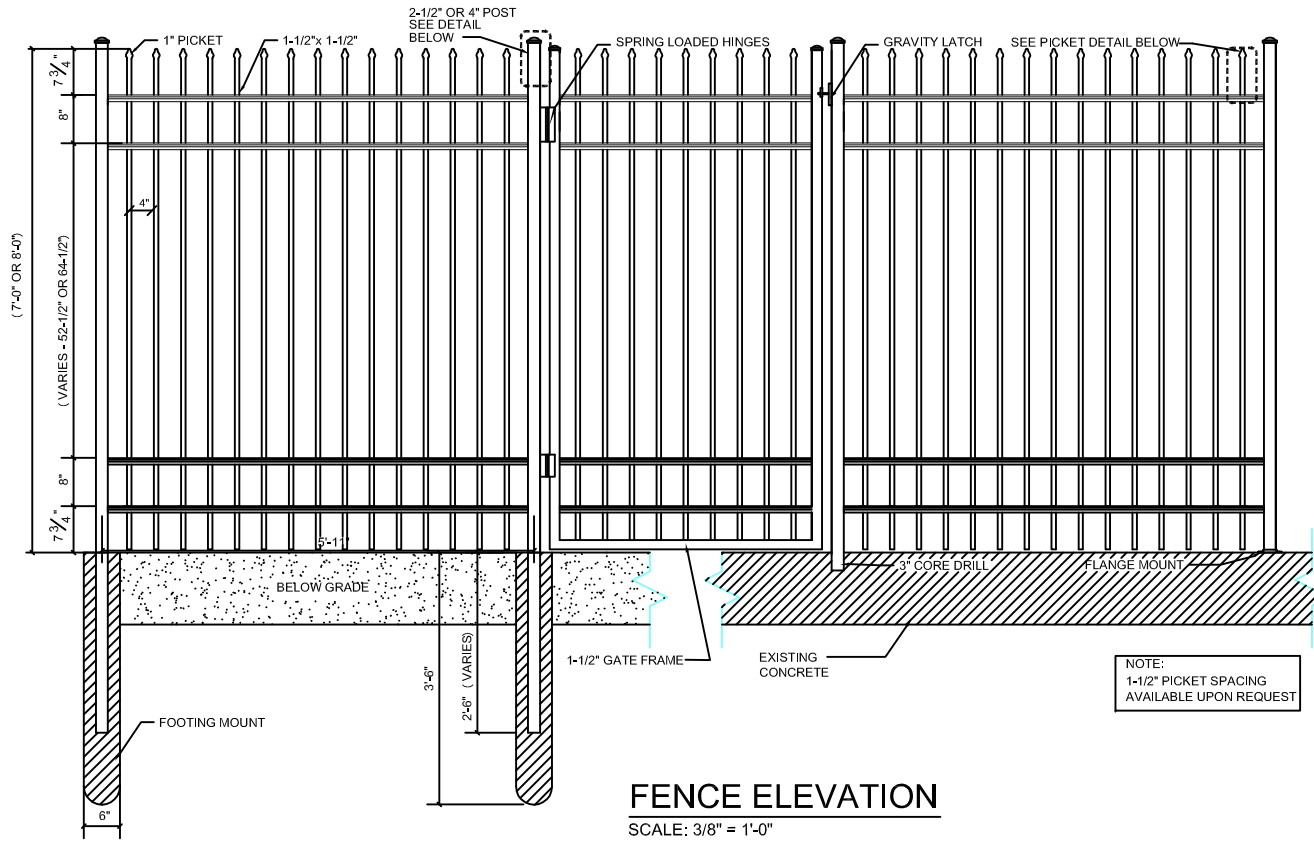 2-1/2" OR 4" POST
SEE DETAIL
BELOW
1" PICKET
1-1/2"x 1-1/2"
SPRING LOADED HINGES
GRAVITY LATCH
SEE PICKET DETAIL BELOW
7 3/4"
8"
4"
( 7'-0" OR 8'-0")
( VARIES - 52-1/2" OR 64-1/2")
8"
7 3/4"
5'-11"
BELOW GRADE
3" CORE DRILL
FLANGE MOUNT
1-1/2" GATE FRAME
EXISTING
CONCRETE
NOTE:
1-1/2" PICKET SPACING
AVAILABLE UPON REQUEST
3'-6"
2'-6" ( VARIES)
FOOTING MOUNT
6"
FENCE ELEVATION
SCALE: 3/8" = 1'-0"